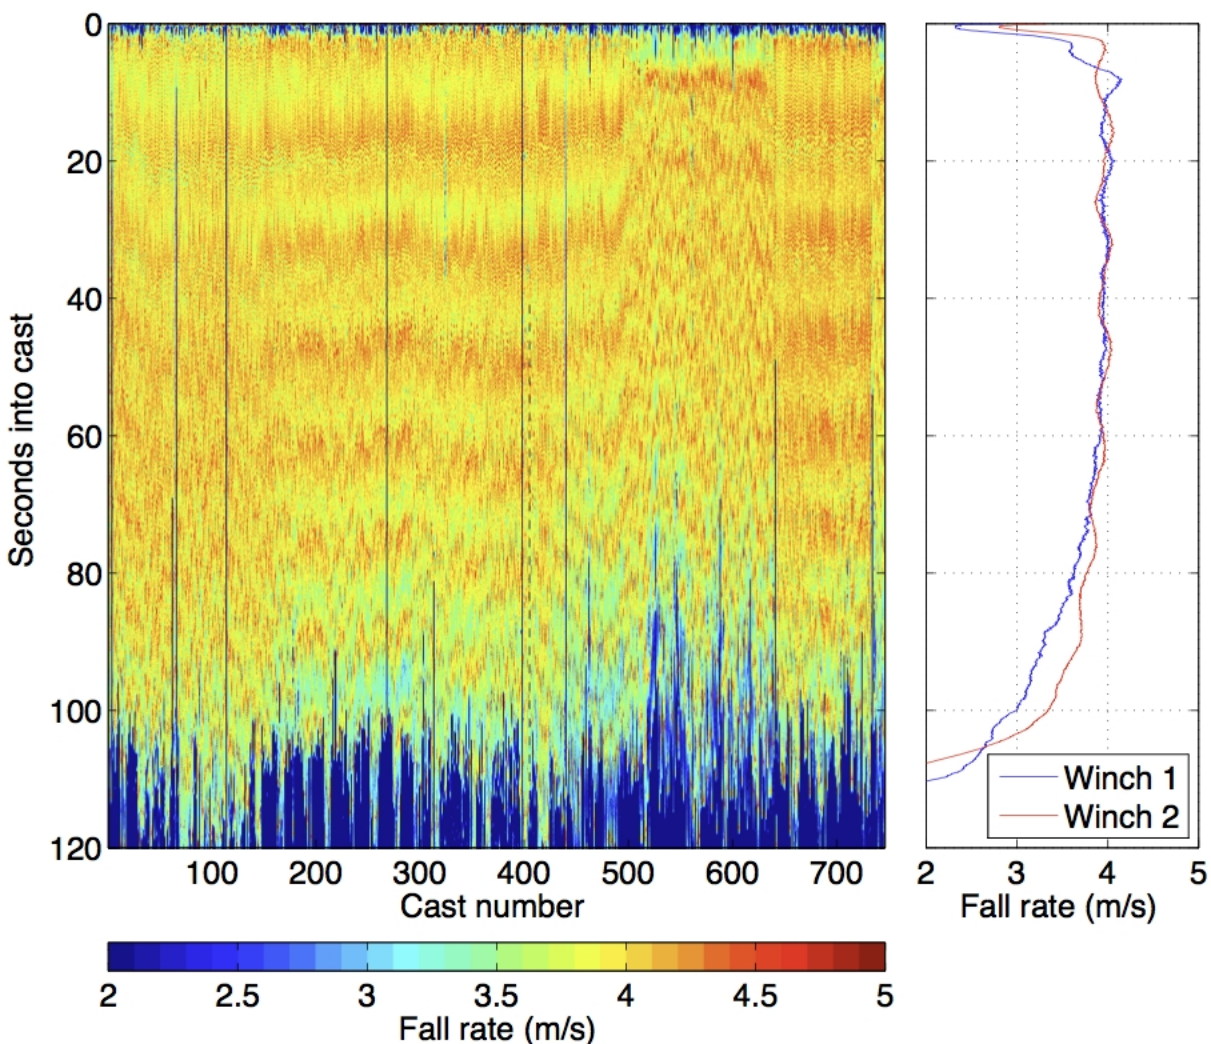 0
20
40
60
80
100
120
Seconds into cast
100 200 300 400 500 600 700
Cast number
2 2.5 3 3.5 4 4.5 5
Fall rate (m/s)
Winch 1
Winch 2
2 3 4 5
Fall rate (m/s)